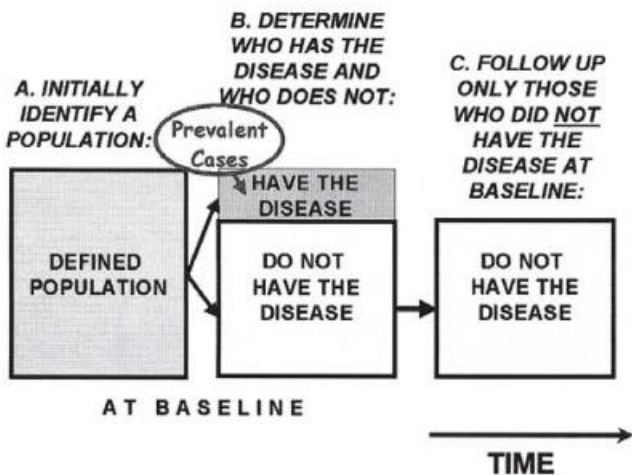 A. INITIALLY
IDENTIFY A
POPULATION:
B. DETERMINE
WHO HAS THE
DISEASE AND
WHO DOES NOT:
C. FOLLOW UP
ONLY THOSE
WHO DID NOT
HAVE THE
DISEASE AT
BASELINE:
Prevalent
Cases
DEFINED
POPULATION
HAVE THE
DISEASE
DO NOT
HAVE THE
DISEASE
DO NOT
HAVE THE
DISEASE
AT BASELINE
TIME